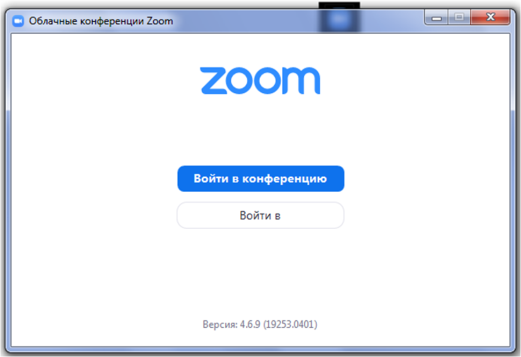 Облачные конференции Zoom
zoom
Войти в конференцию
Войти в
Версия: 4.6.9 (19253.0401)